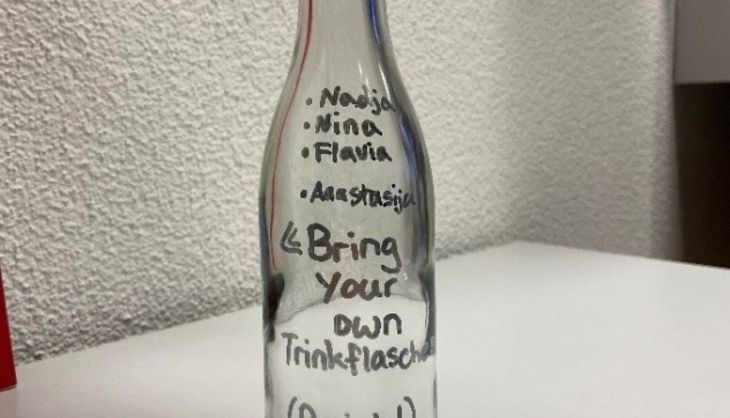 • Nadja
• Nina
• Flavia
• Anastasija
«Bring
Your
own
Trinkflasche